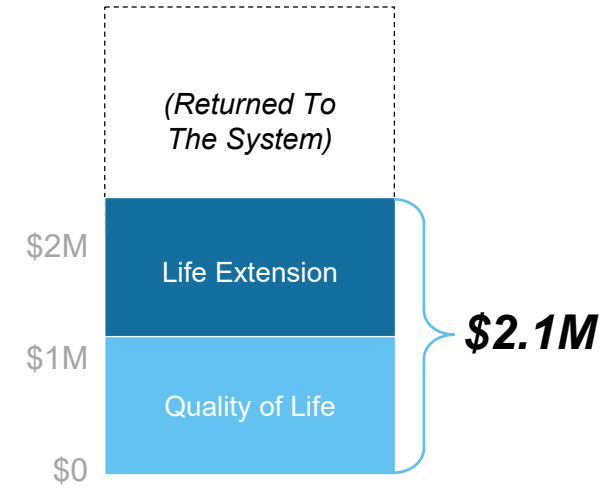 (Returned To
The System)
$2M
Life Extension
$2.1M
$1M
Quality of Life
$0